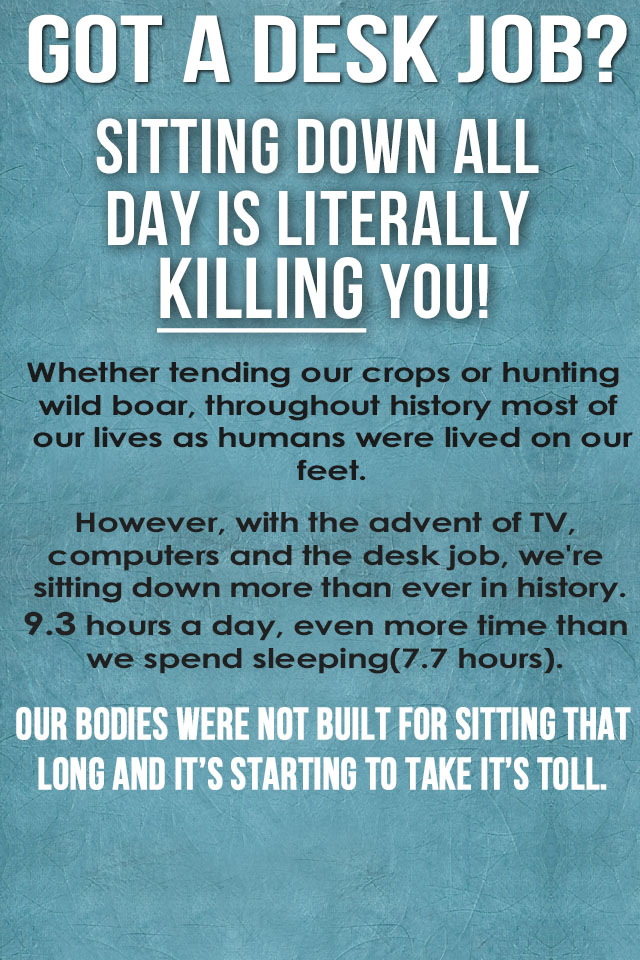 GOT A DESK JOB?
SITTING DOWN ALL
DAY IS LITERALLY
KILLING YOU!
Whether tending our crops or hunting
wild boar, throughout history most of
our lives as humans were lived on our
feet.
However, with the advent of TV,
computers and the desk job, we're
sitting down more than ever in history.
9.3 hours a day, even more time than
we spend sleeping(7.7 hours).
OUR BODIES WERE NOT BUILT FOR SITTING THAT
LONG AND IT'S STARTING TO TAKE IT'S TOLL.